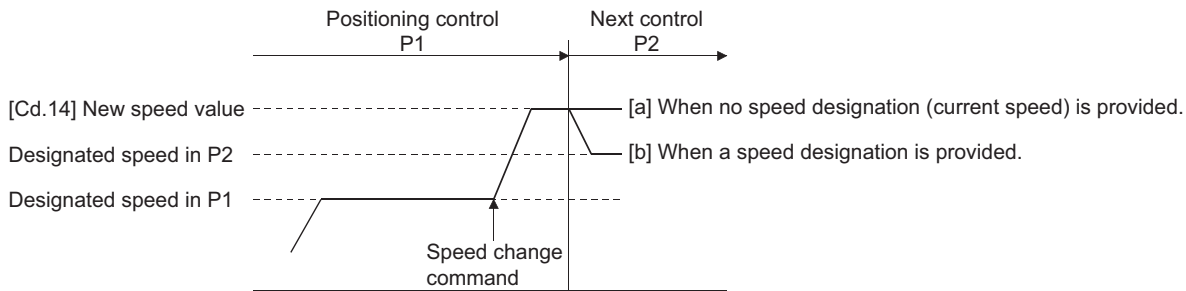 Positioning control
P1
Next control
P2
[Cd.14] New speed value
[a] When no speed designation (current speed) is provided.
Designated speed in P2
[b] When a speed designation is provided.
Designated speed in P1
Speed change
command